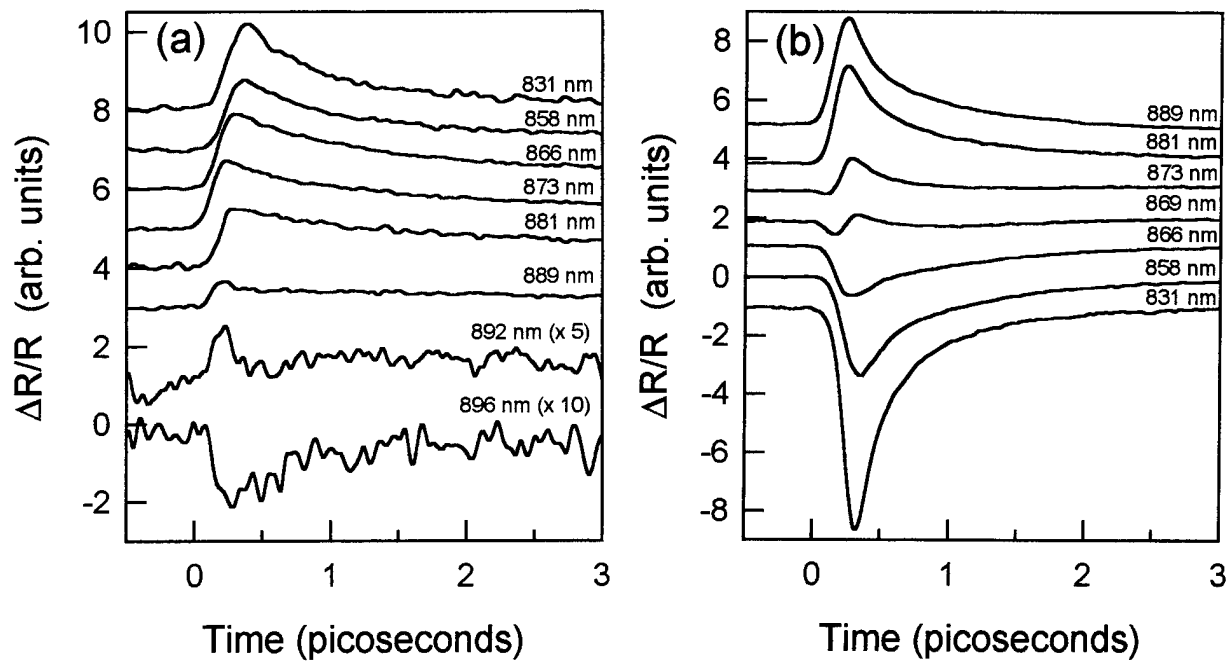 (a)
10
8
6
4
2
0
-2
ΔR/R (arb. units)
831 nm
858 nm
866 nm
873 nm
881 nm
889 nm
892 nm (x 5)
896 nm (x 10)
0
1
2
3
Time (picoseconds)
(b)
8
6
4
2
0
-2
-4
-6
-8
ΔR/R (arb. units)
889 nm
881 nm
873 nm
869 nm
866 nm
858 nm
831 nm
0
1
2
3
Time (picoseconds)